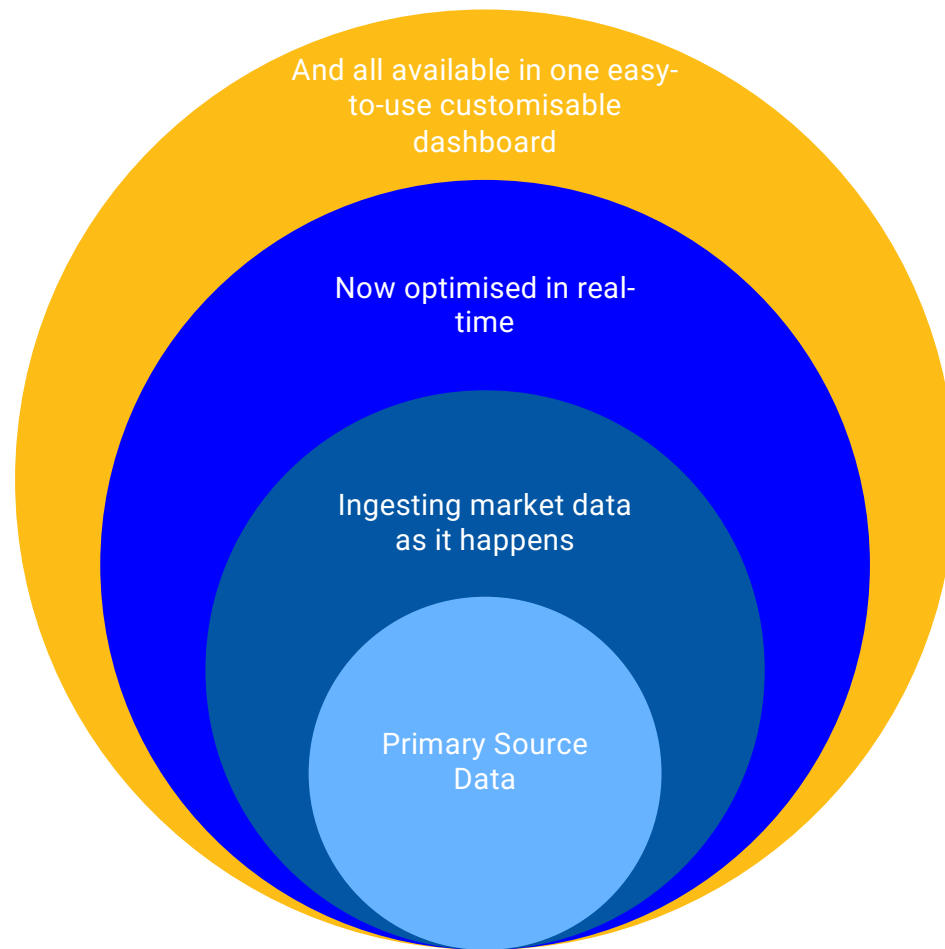 And all available in one easy-
to-use customisable
dashboard
Now optimised in real-
time
Ingesting market data
as it happens
Primary Source
Data